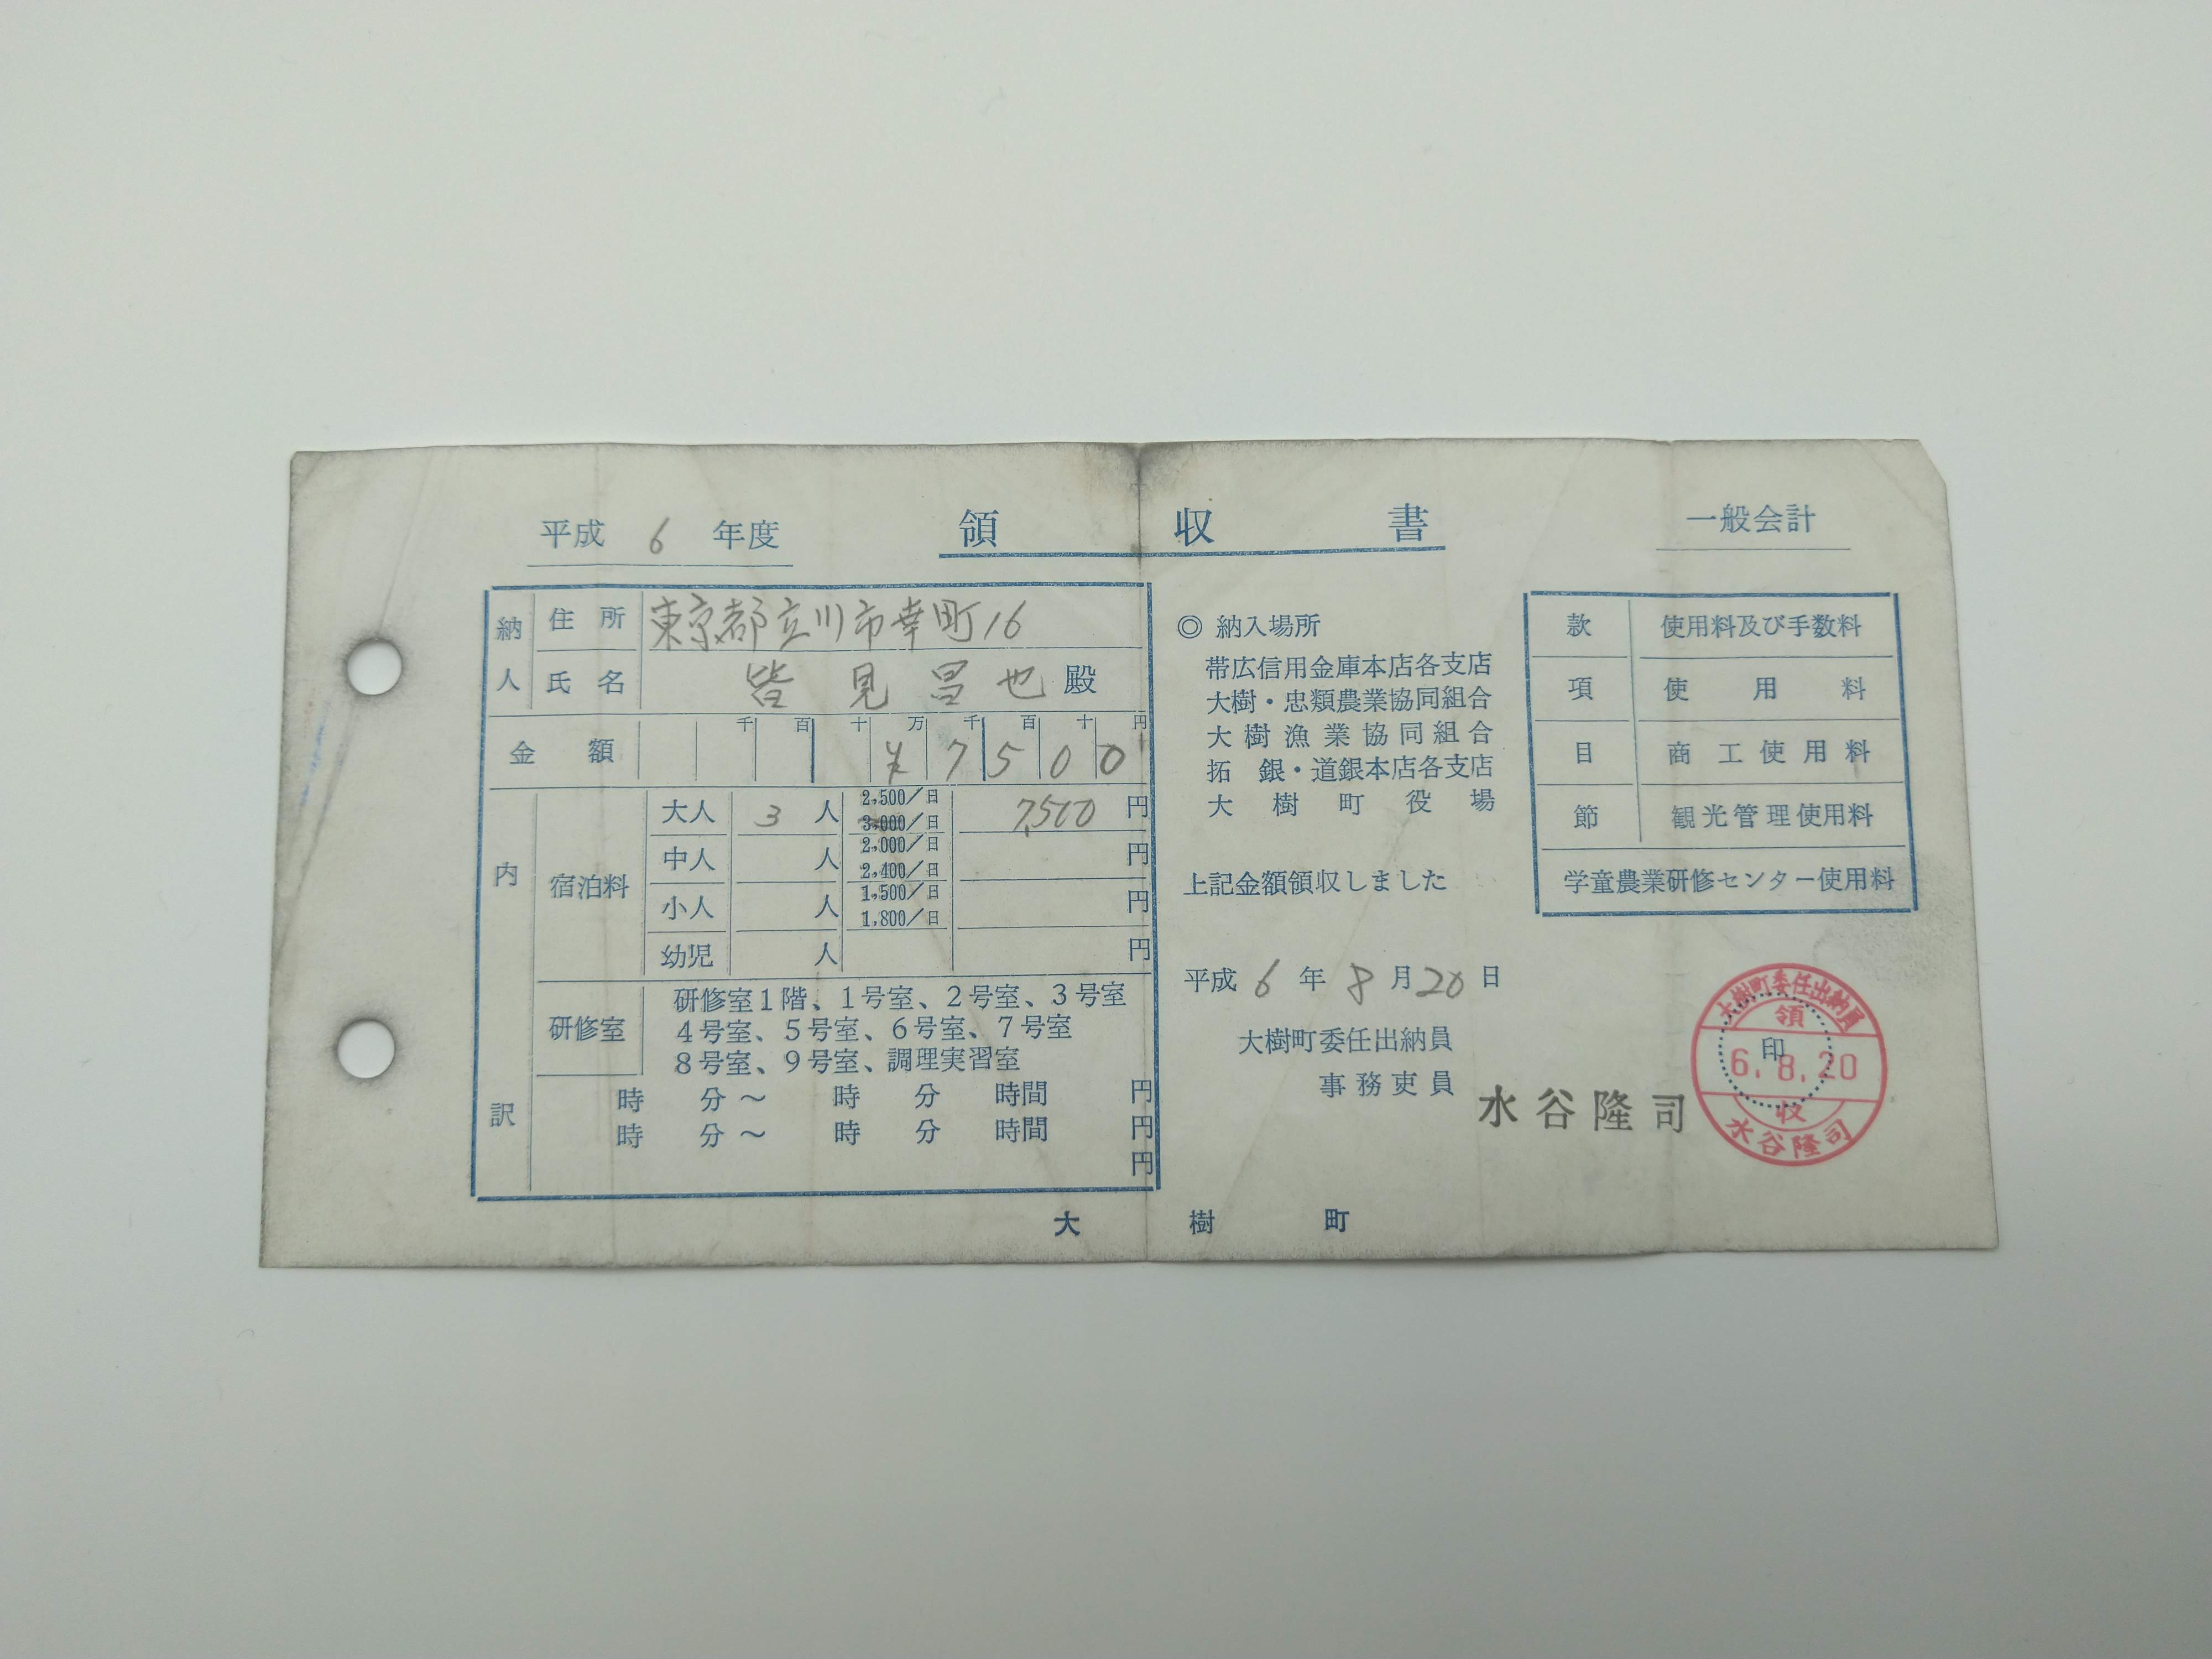 平成 6 年度
領収書
一般会計
納人 住所 東京都立川市幸町16
氏名 皆見昌也殿
金額 千百十万千百十円
¥7500
内訳
宿泊料
大人 3人 2,500/日 3,000/日 7,500円
中人 人 2,000/日 2,400/日 円
小人 人 1,500/日 1,800/日 円
幼児 人 円
研修室
研修室1階、1号室、2号室、3号室
4号室、5号室、6号室、7号室
8号室、9号室、調理実習室
時 分～ 時 分 時間 円
時 分～ 時 分 時間 円
円
◎ 納入場所
帯広信用金庫本店各支店
大樹・忠類農業協同組合
大樹漁業協同組合
拓銀・道銀本店各支店
大樹町役場
上記金額領収しました
平成 6 年 8 月 20 日
大樹町委任出納員
事務吏員 水谷隆司
款 使用料及び手数料
項 使用料
目 商工使用料
節 観光管理使用料
学童農業研修センター使用料
大樹町委任出納員
領
印
6.8.20
収
水谷隆司
大樹町